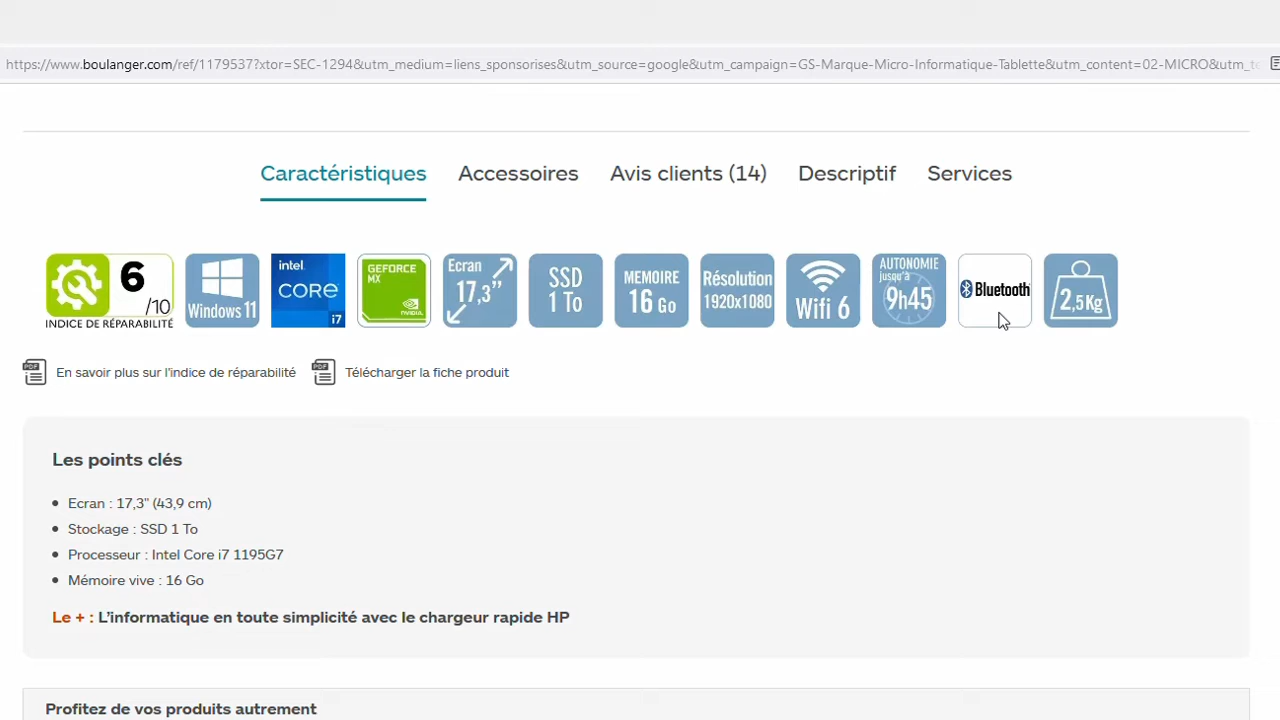 https://www.boulanger.com/ref/1179537?xtor=SEC-1294&utm_medium=liens_sponsorises&utm_source=google&utm_campaign=GS-Marque-Micro-Informatique-Tablette&utm_content=02-MICRO&utm_te
Caractéristiques Accessoires Avis clients (14) Descriptif Services
6 /10
INDICE DE RÉPARABILITÉ
Windows 11
intel.
CORE
i7
GEFORCE
MX
NVIDIA
Ecran
17,3"
SSD
1 To
MEMOIRE
16 Go
Résolution
1920x1080
Wifi 6
AUTONOMIE
jusqu'à
9h45
Bluetooth
2,5Kg
PDF En savoir plus sur l'indice de réparabilité PDF Télécharger la fiche produit
Les points clés
• Ecran : 17,3" (43,9 cm)
• Stockage : SSD 1 To
• Processeur : Intel Core i7 1195G7
• Mémoire vive : 16 Go
Le + : L'informatique en toute simplicité avec le chargeur rapide HP
Profitez de vos produits autrement